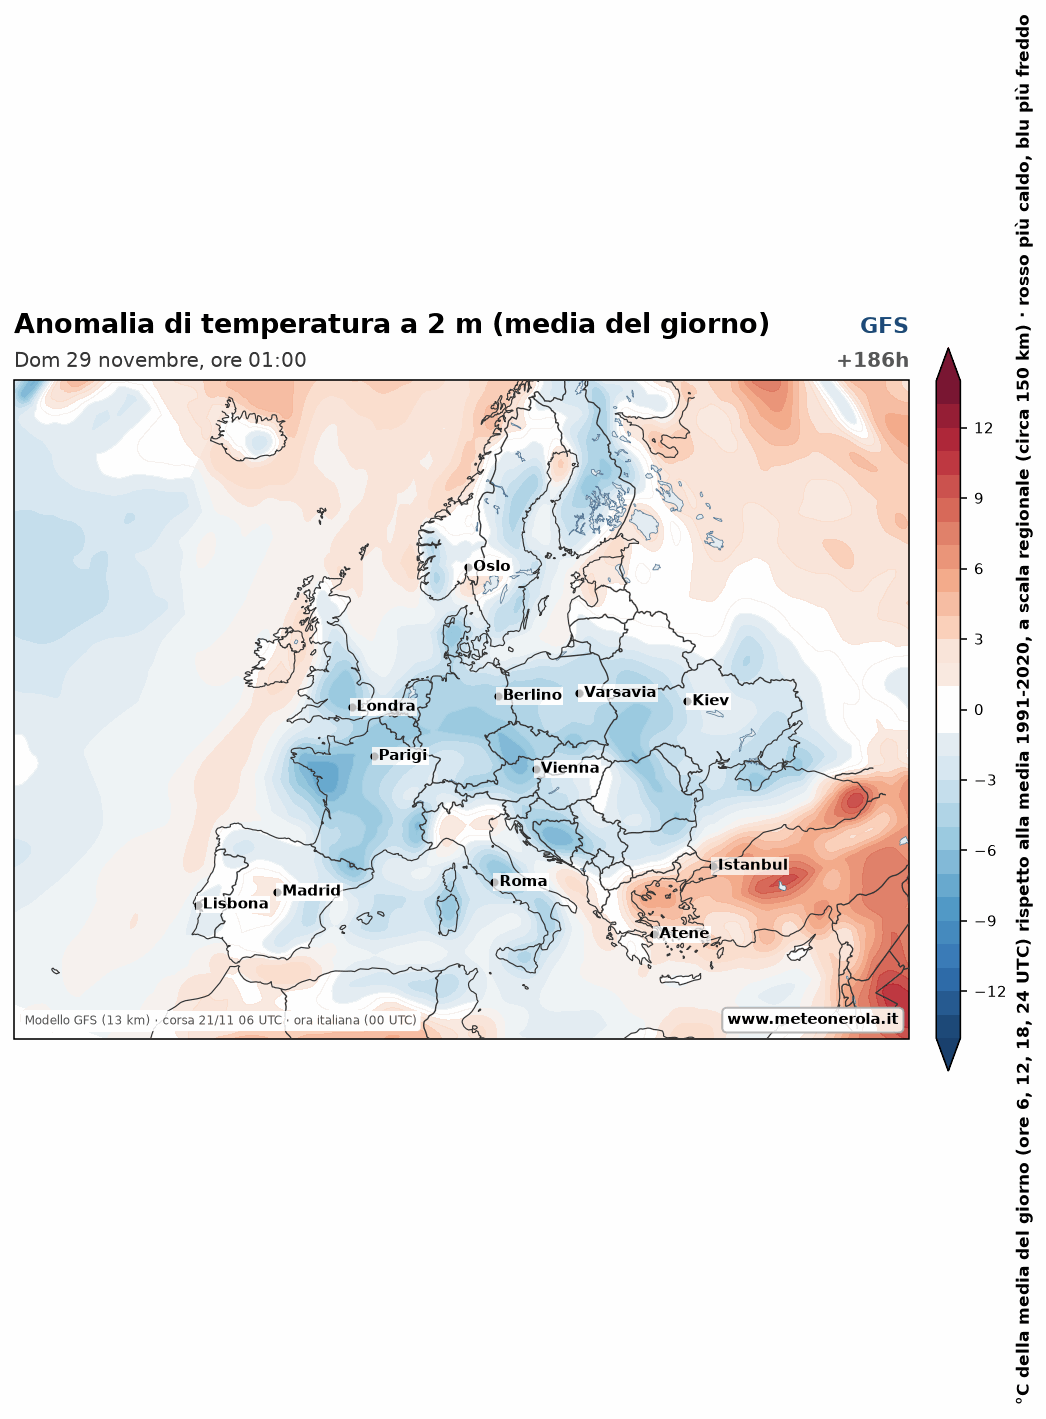 Anomalia di temperatura a 2 m (media del giorno)
GFS
Dom 29 novembre, ore 01:00
+186h
Oslo
Londra
Berlino
Varsavia
Kiev
Parigi
Vienna
Istanbul
Roma
Madrid
Lisbona
Atene
Modello GFS (13 km) · corsa 21/11 06 UTC · ora italiana (00 UTC)
www.meteonerola.it
12
9
6
3
0
−3
−6
−9
−12
°C della media del giorno (ore 6, 12, 18, 24 UTC) rispetto alla media 1991-2020, a scala regionale (circa 150 km) · rosso più caldo, blu più freddo